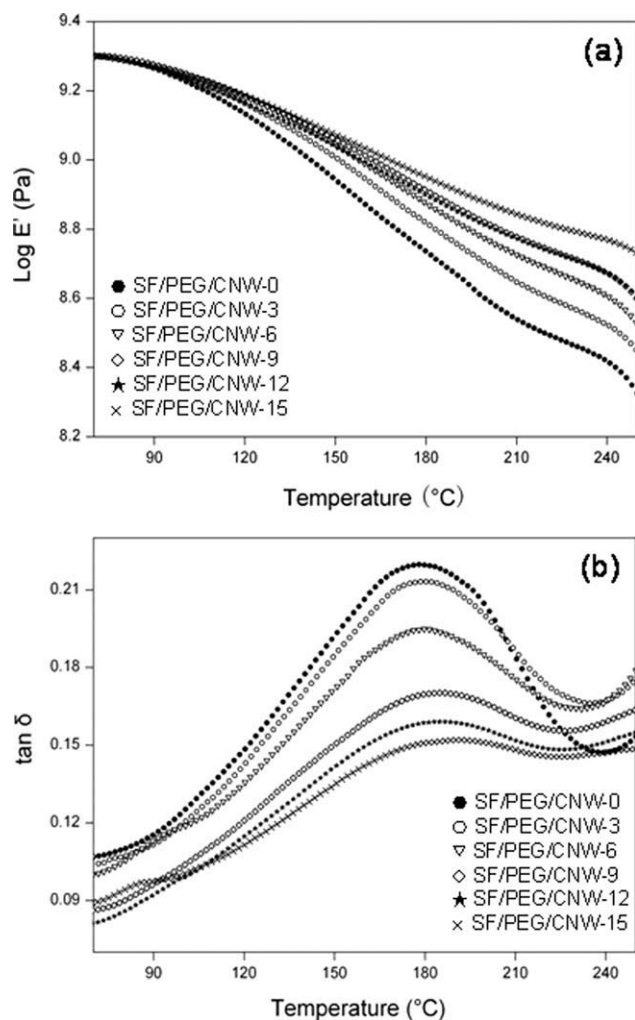 (a)
9.4
9.2
9.0
8.8
8.6
8.4
8.2
Log E' (Pa)
SF/PEG/CNW-0
SF/PEG/CNW-3
SF/PEG/CNW-6
SF/PEG/CNW-9
SF/PEG/CNW-12
SF/PEG/CNW-15
90 120 150 180 210 240
Temperature (°C)
(b)
0.21
0.18
0.15
0.12
0.09
tan δ
SF/PEG/CNW-0
SF/PEG/CNW-3
SF/PEG/CNW-6
SF/PEG/CNW-9
SF/PEG/CNW-12
SF/PEG/CNW-15
90 120 150 180 210 240
Temperature (°C)